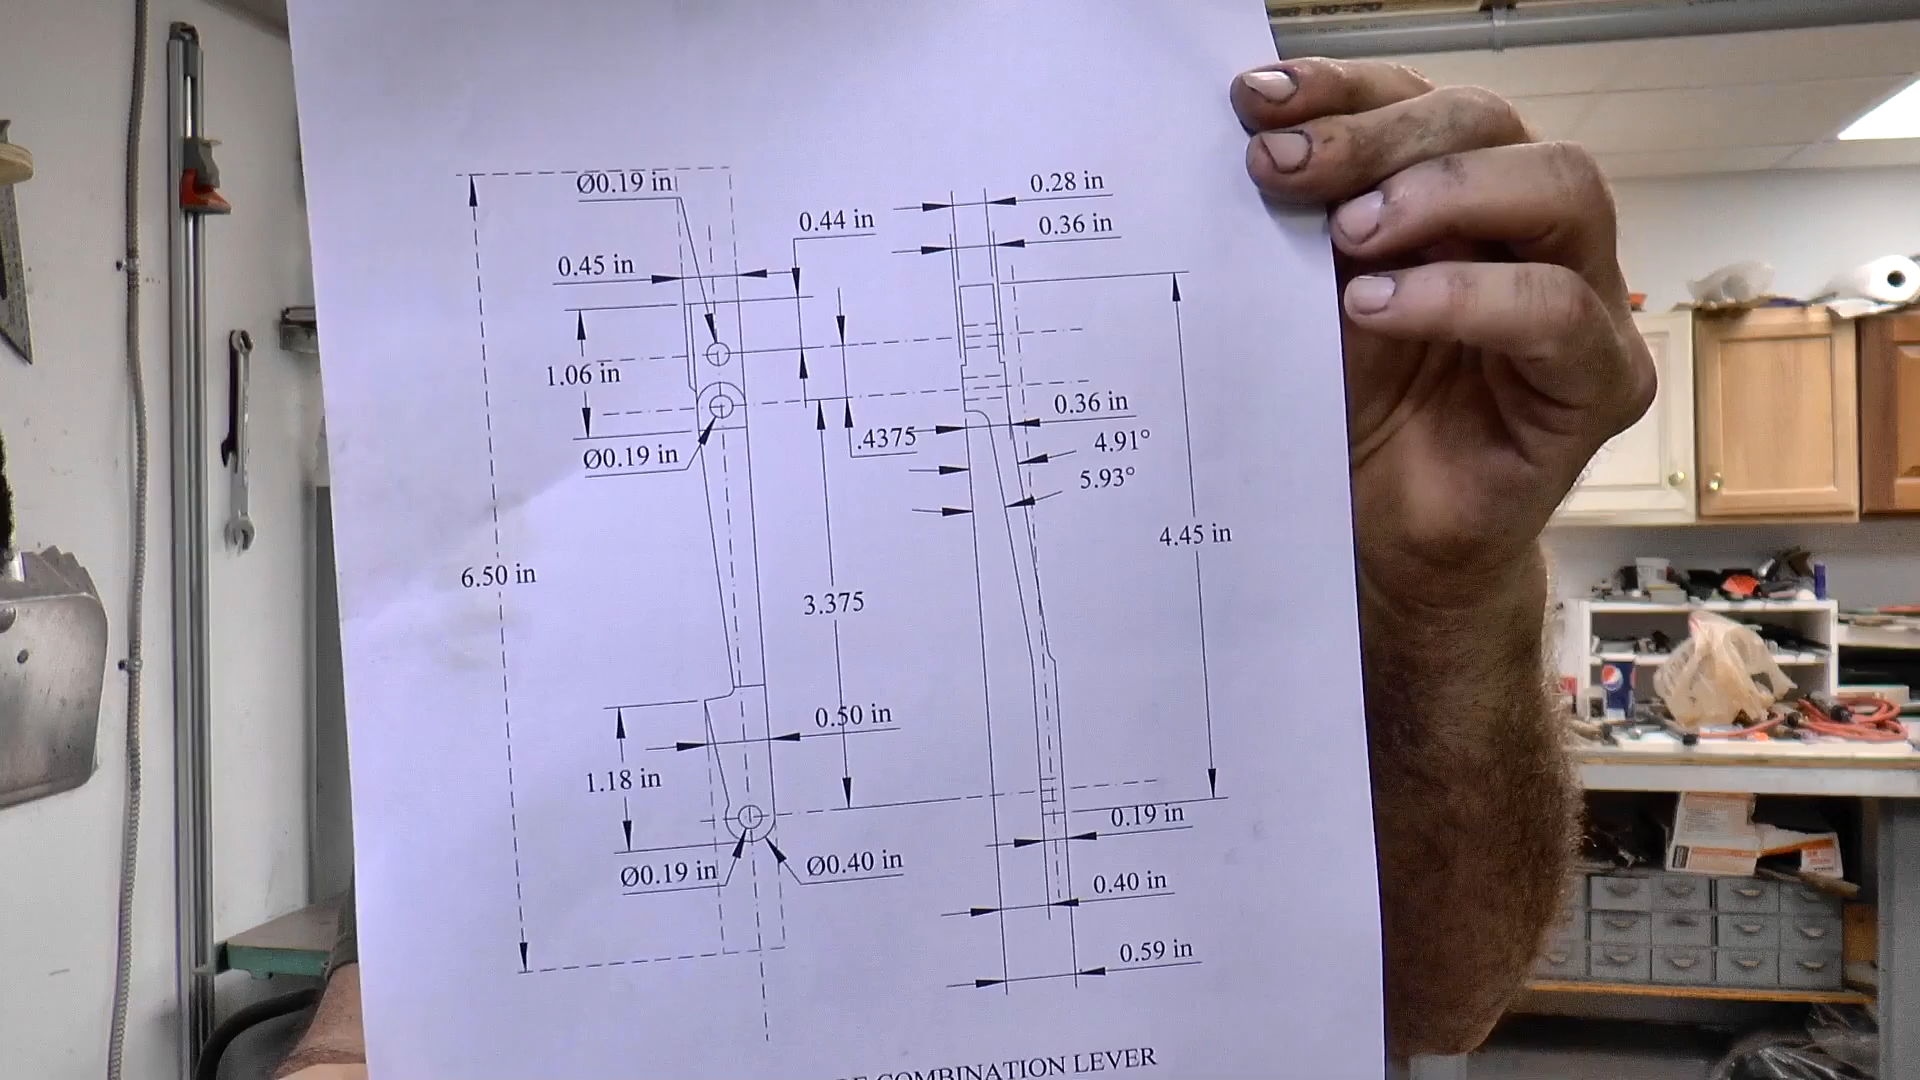 Ø0.19 in
0.28 in
0.44 in
0.36 in
0.45 in
1.06 in
0.36 in
.4375
4.91°
Ø0.19 in
5.93°
4.45 in
6.50 in
3.375
0.50 in
1.18 in
0.19 in
Ø0.19 in
Ø0.40 in
0.40 in
0.59 in
COMBINATION LEVER